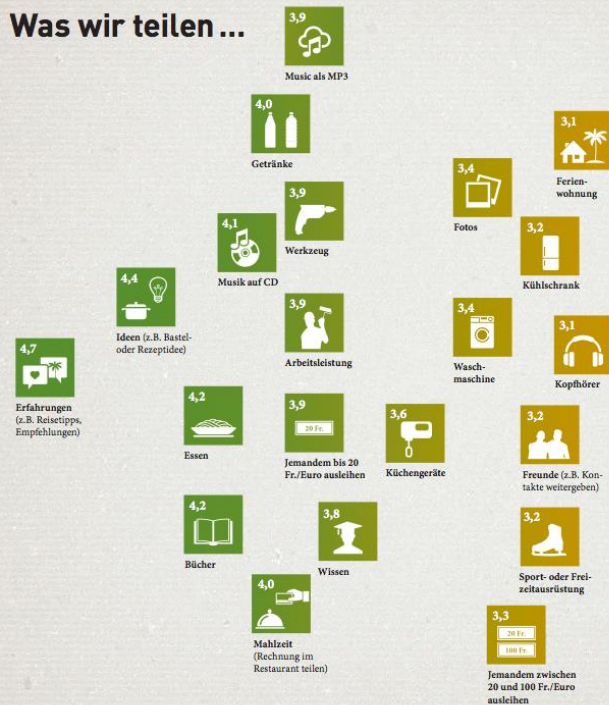 Was wir teilen ...
3,9
Music als MP3
4,0
Getränke
3,1
Ferien-
wohnung
3,4
Fotos
3,9
Werkzeug
4,1
Musik auf CD
3,2
Kühlschrank
4,4
Ideen (z.B. Bastel-
oder Rezeptidee)
3,9
Arbeitsleistung
3,4
Wasch-
maschine
3,1
Kopfhörer
4,7
Erfahrungen
(z.B. Reisetipps,
Empfehlungen)
4,2
Essen
3,9
20 Fr.
Jemandem bis 20
Fr./Euro ausleihen
3,6
Küchengeräte
3,2
Freunde (z.B. Kon-
takte weitergeben)
4,2
Bücher
3,8
Wissen
3,2
Sport- oder Frei-
zeitausrüstung
4,0
Mahlzeit
(Rechnung im
Restaurant teilen)
3,3
20 Fr.
100 Fr.
Jemandem zwischen
20 und 100 Fr./Euro
ausleihen